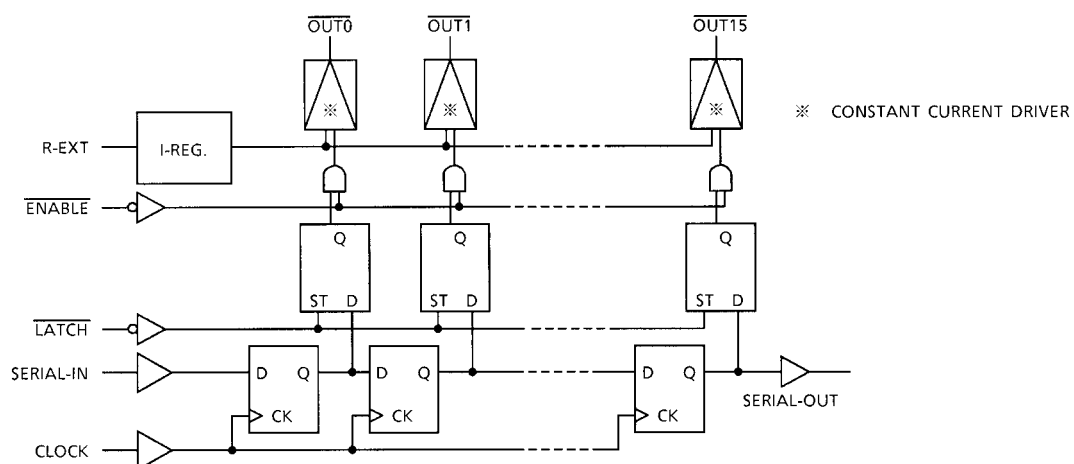 OUT0 OUT1 OUT15
※ ※ ※ ※ CONSTANT CURRENT DRIVER
R-EXT I-REG.
ENABLE
Q Q Q
ST D ST D ST D
LATCH
SERIAL-IN D Q D Q D Q
SERIAL-OUT
CK CK CK
CLOCK